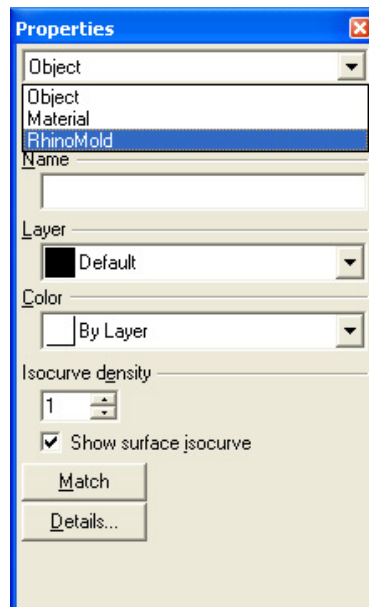 Properties
Object
Object
Material
RhinoMold
Name
Layer
Default
Color
By Layer
Isocurve density
1
Show surface isocurve
Match
Details...